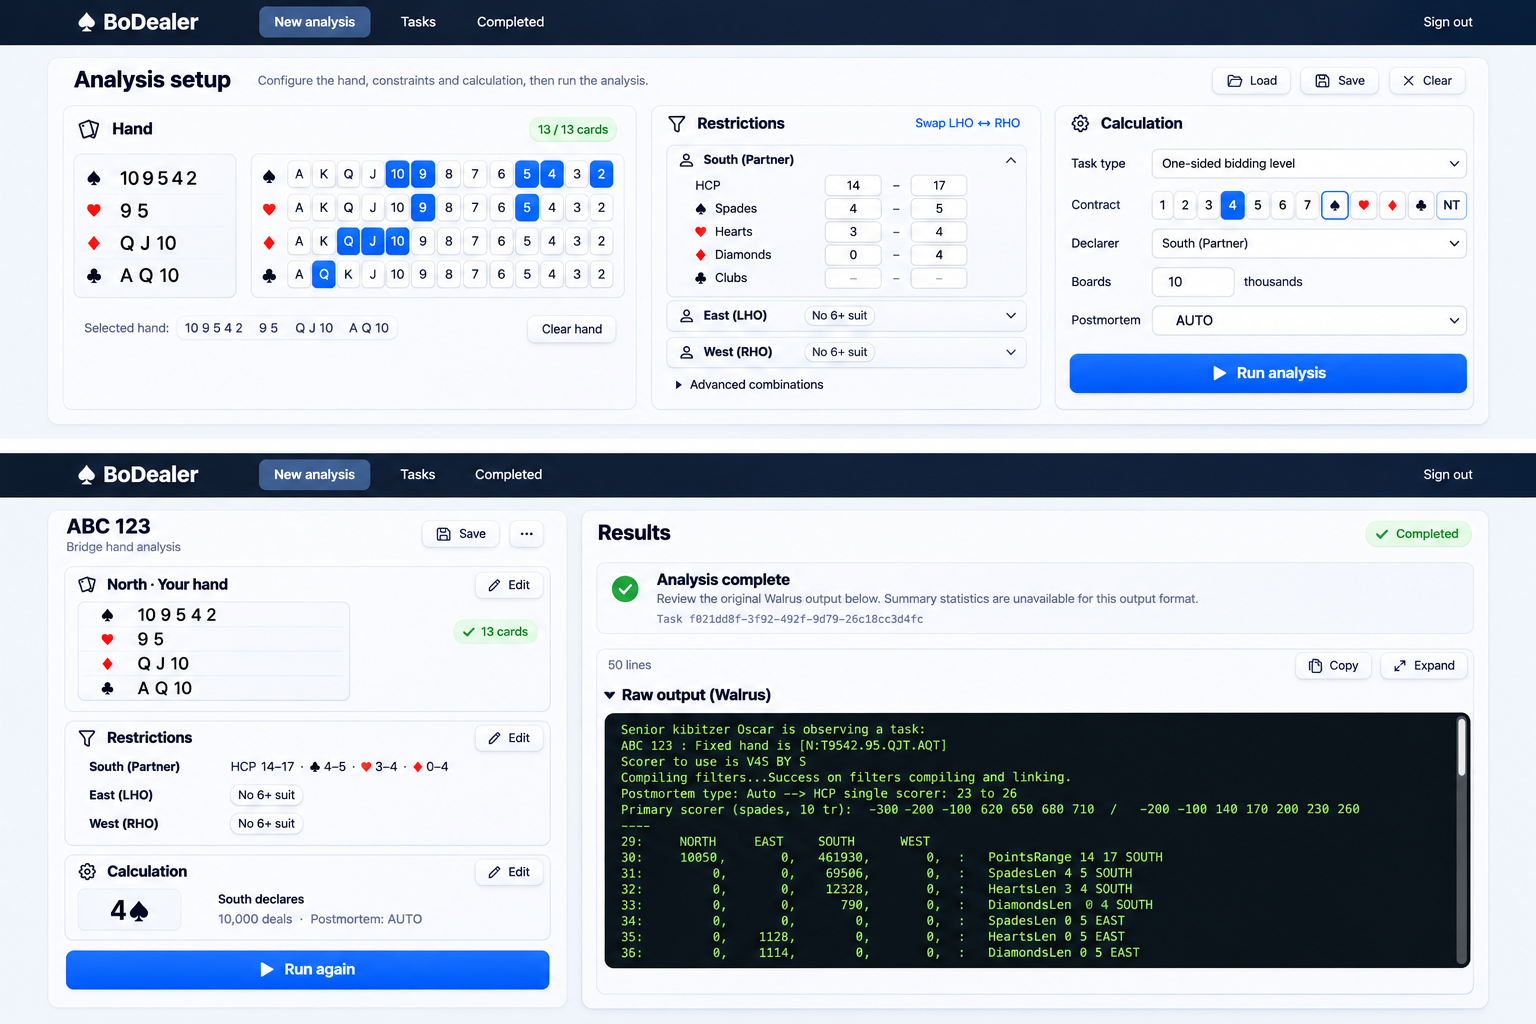 ♠ BoDealer New analysis Tasks Completed Sign out
Analysis setup Configure the hand, constraints and calculation, then run the analysis. Load Save Clear
Hand 13 / 13 cards
♠ 10 9 5 4 2
♥ 9 5
♦ Q J 10
♣ A Q 10
♠ A K Q J 10 9 8 7 6 5 4 3 2
♥ A K Q J 10 9 8 7 6 5 4 3 2
♦ A K Q J 10 9 8 7 6 5 4 3 2
♣ A Q K J 10 9 8 7 6 5 4 3 2
Selected hand: 10 9 5 4 2 9 5 Q J 10 A Q 10 Clear hand
Restrictions Swap LHO ↔ RHO
South (Partner)
HCP 14 – 17
♠ Spades 4 – 5
♥ Hearts 3 – 4
♦ Diamonds 0 – 4
♣ Clubs – – –
East (LHO) No 6+ suit
West (RHO) No 6+ suit
Advanced combinations
Calculation
Task type One-sided bidding level
Contract 1 2 3 4 5 6 7 ♠ ♥ ♦ ♣ NT
Declarer South (Partner)
Boards 10 thousands
Postmortem AUTO
Run analysis
♠ BoDealer New analysis Tasks Completed Sign out
ABC 123 Save ...
Bridge hand analysis
North · Your hand Edit
♠ 10 9 5 4 2
♥ 9 5
♦ Q J 10
♣ A Q 10
13 cards
Restrictions Edit
South (Partner) HCP 14–17 · ♠ 4–5 · ♥ 3–4 · ♦ 0–4
East (LHO) No 6+ suit
West (RHO) No 6+ suit
Calculation Edit
4♠
South declares
10,000 deals · Postmortem: AUTO
Run again
Results Completed
Analysis complete
Review the original Walrus output below. Summary statistics are unavailable for this output format.
Task f021dd8f-3f92-492f-9d79-26c18cc3d4fc
50 lines Copy Expand
Raw output (Walrus)
Senior kibitzer Oscar is observing a task:
ABC 123 : Fixed hand is [N:T9542.95.QJT.AQT]
Scorer to use is V4S BY S
Compiling filters...Success on filters compiling and linking.
Postmortem type: Auto --> HCP single scorer: 23 to 26
Primary scorer (spades, 10 tr): -300 -200 -100 620 650 680 710 / -200 -100 140 170 200 230 260
----
29: NORTH EAST SOUTH WEST
30: 10050, 0, 461930, 0, : PointsRange 14 17 SOUTH
31: 0, 0, 69506, 0, : SpadesLen 4 5 SOUTH
32: 0, 0, 12328, 0, : HeartsLen 3 4 SOUTH
33: 0, 0, 790, 0, : DiamondsLen 0 4 SOUTH
34: 0, 0, 0, 0, : SpadesLen 0 5 EAST
35: 0, 1128, 0, 0, : HeartsLen 0 5 EAST
36: 0, 1114, 0, 0, : DiamondsLen 0 5 EAST